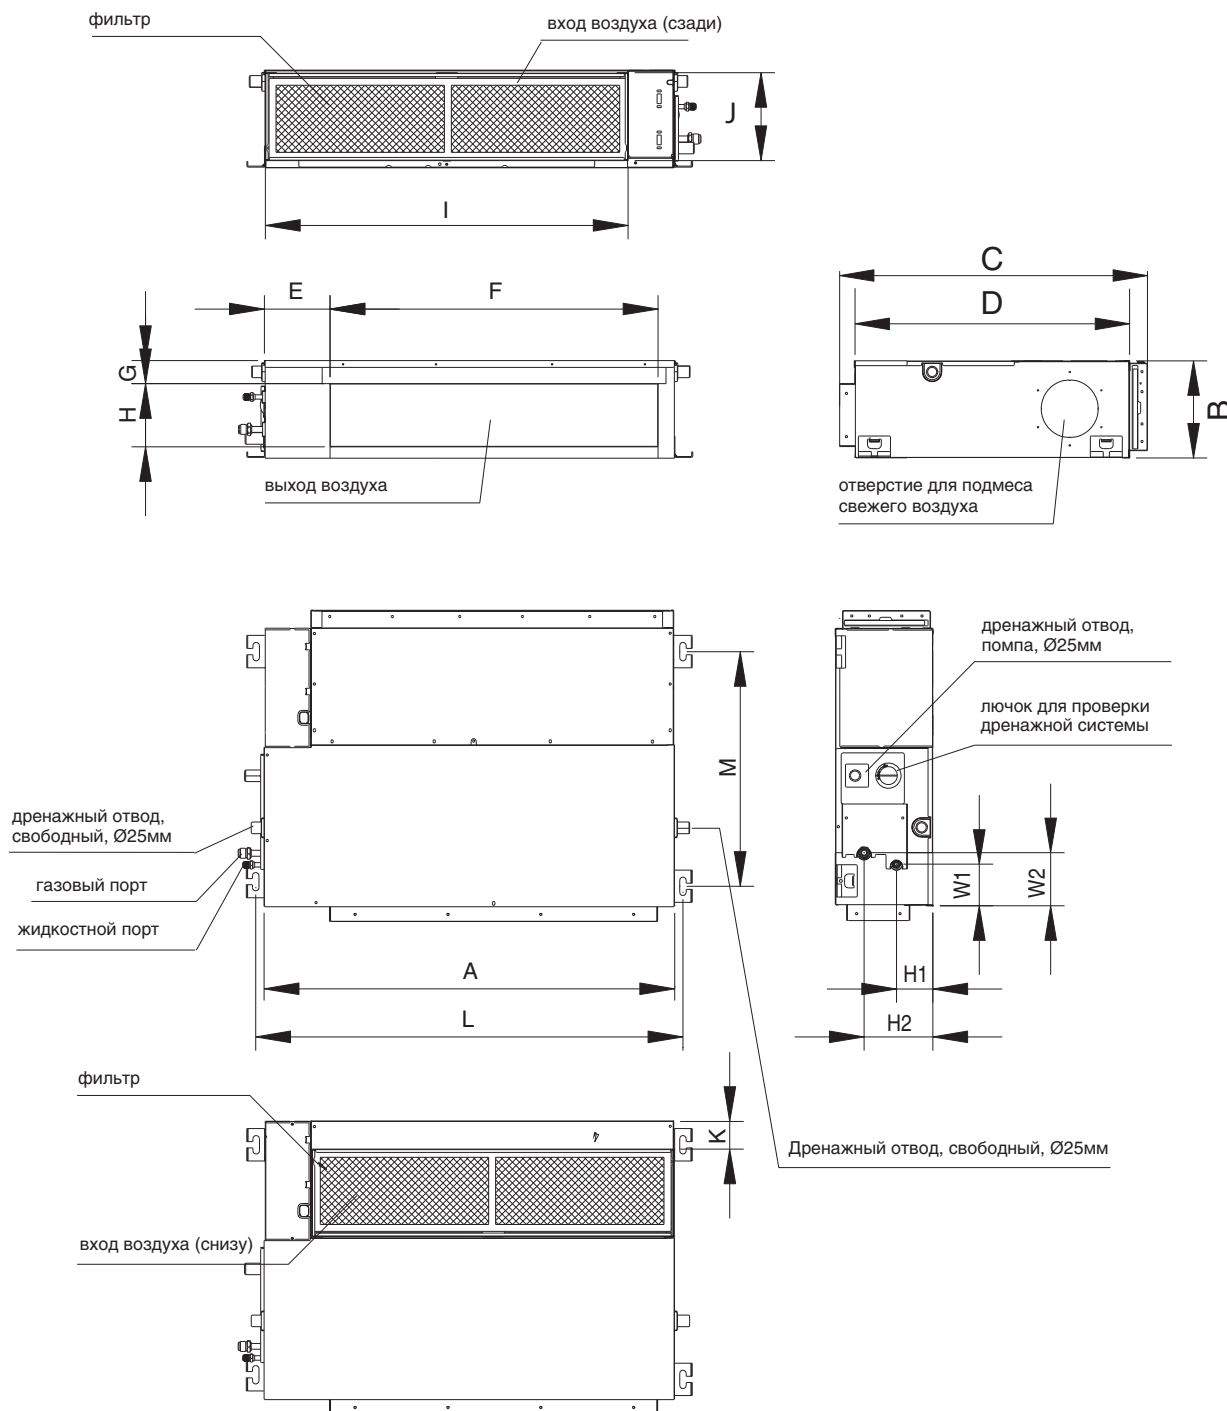 фильтр
вход воздуха (сзади)
J
I
C
E
F
D
G
H
B
выход воздуха
отверстие для подмеса
свежего воздуха
дренажный отвод,
помпа, Ø25мм
лючок для проверки
дренажной системы
M
дренажный отвод,
свободный, Ø25мм
газовый порт
жидкостной порт
W1
W2
A
H1
L
H2
фильтр
K
Дренажный отвод, свободный, Ø25мм
вход воздуха (снизу)